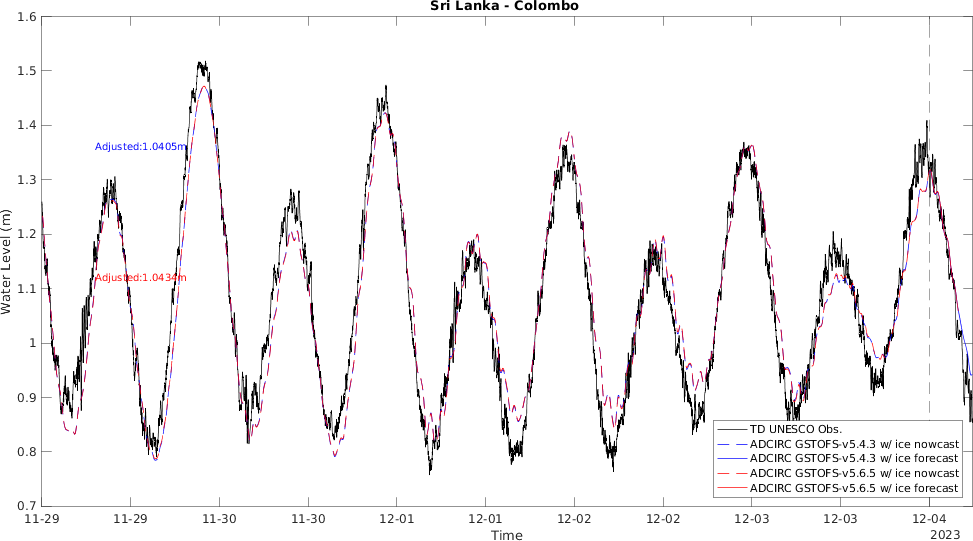 Sri Lanka - Colombo
1.6
1.5
1.4
1.3
1.2
1.1
1
0.9
0.8
0.7
Water Level (m)
Adjusted:1.0405m
Adjusted:1.0434m
TD UNESCO Obs.
ADCIRC GSTOFS-v5.4.3 w/ ice nowcast
ADCIRC GSTOFS-v5.4.3 w/ ice forecast
ADCIRC GSTOFS-v5.6.5 w/ ice nowcast
ADCIRC GSTOFS-v5.6.5 w/ ice forecast
11-29 11-29 11-30 11-30 12-01 12-01 12-02 12-02 12-03 12-03 12-04
Time
2023